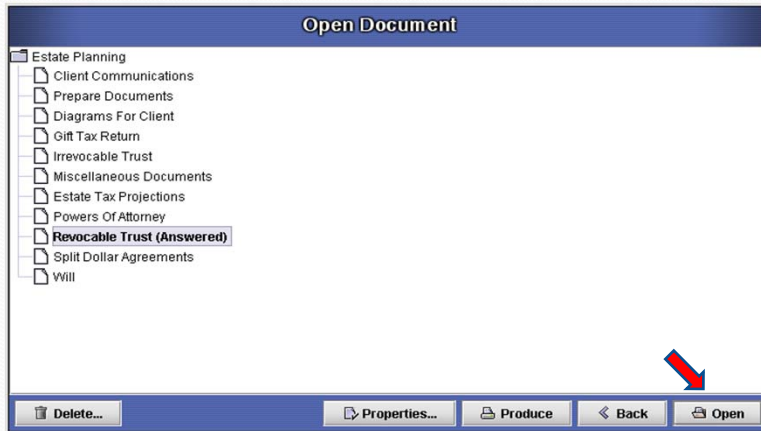 Open Document
Estate Planning
Client Communications
Prepare Documents
Diagrams For Client
Gift Tax Return
Irrevocable Trust
Miscellaneous Documents
Estate Tax Projections
Powers Of Attorney
Revocable Trust (Answered)
Split Dollar Agreements
Will
Delete... Properties... Produce Back Open